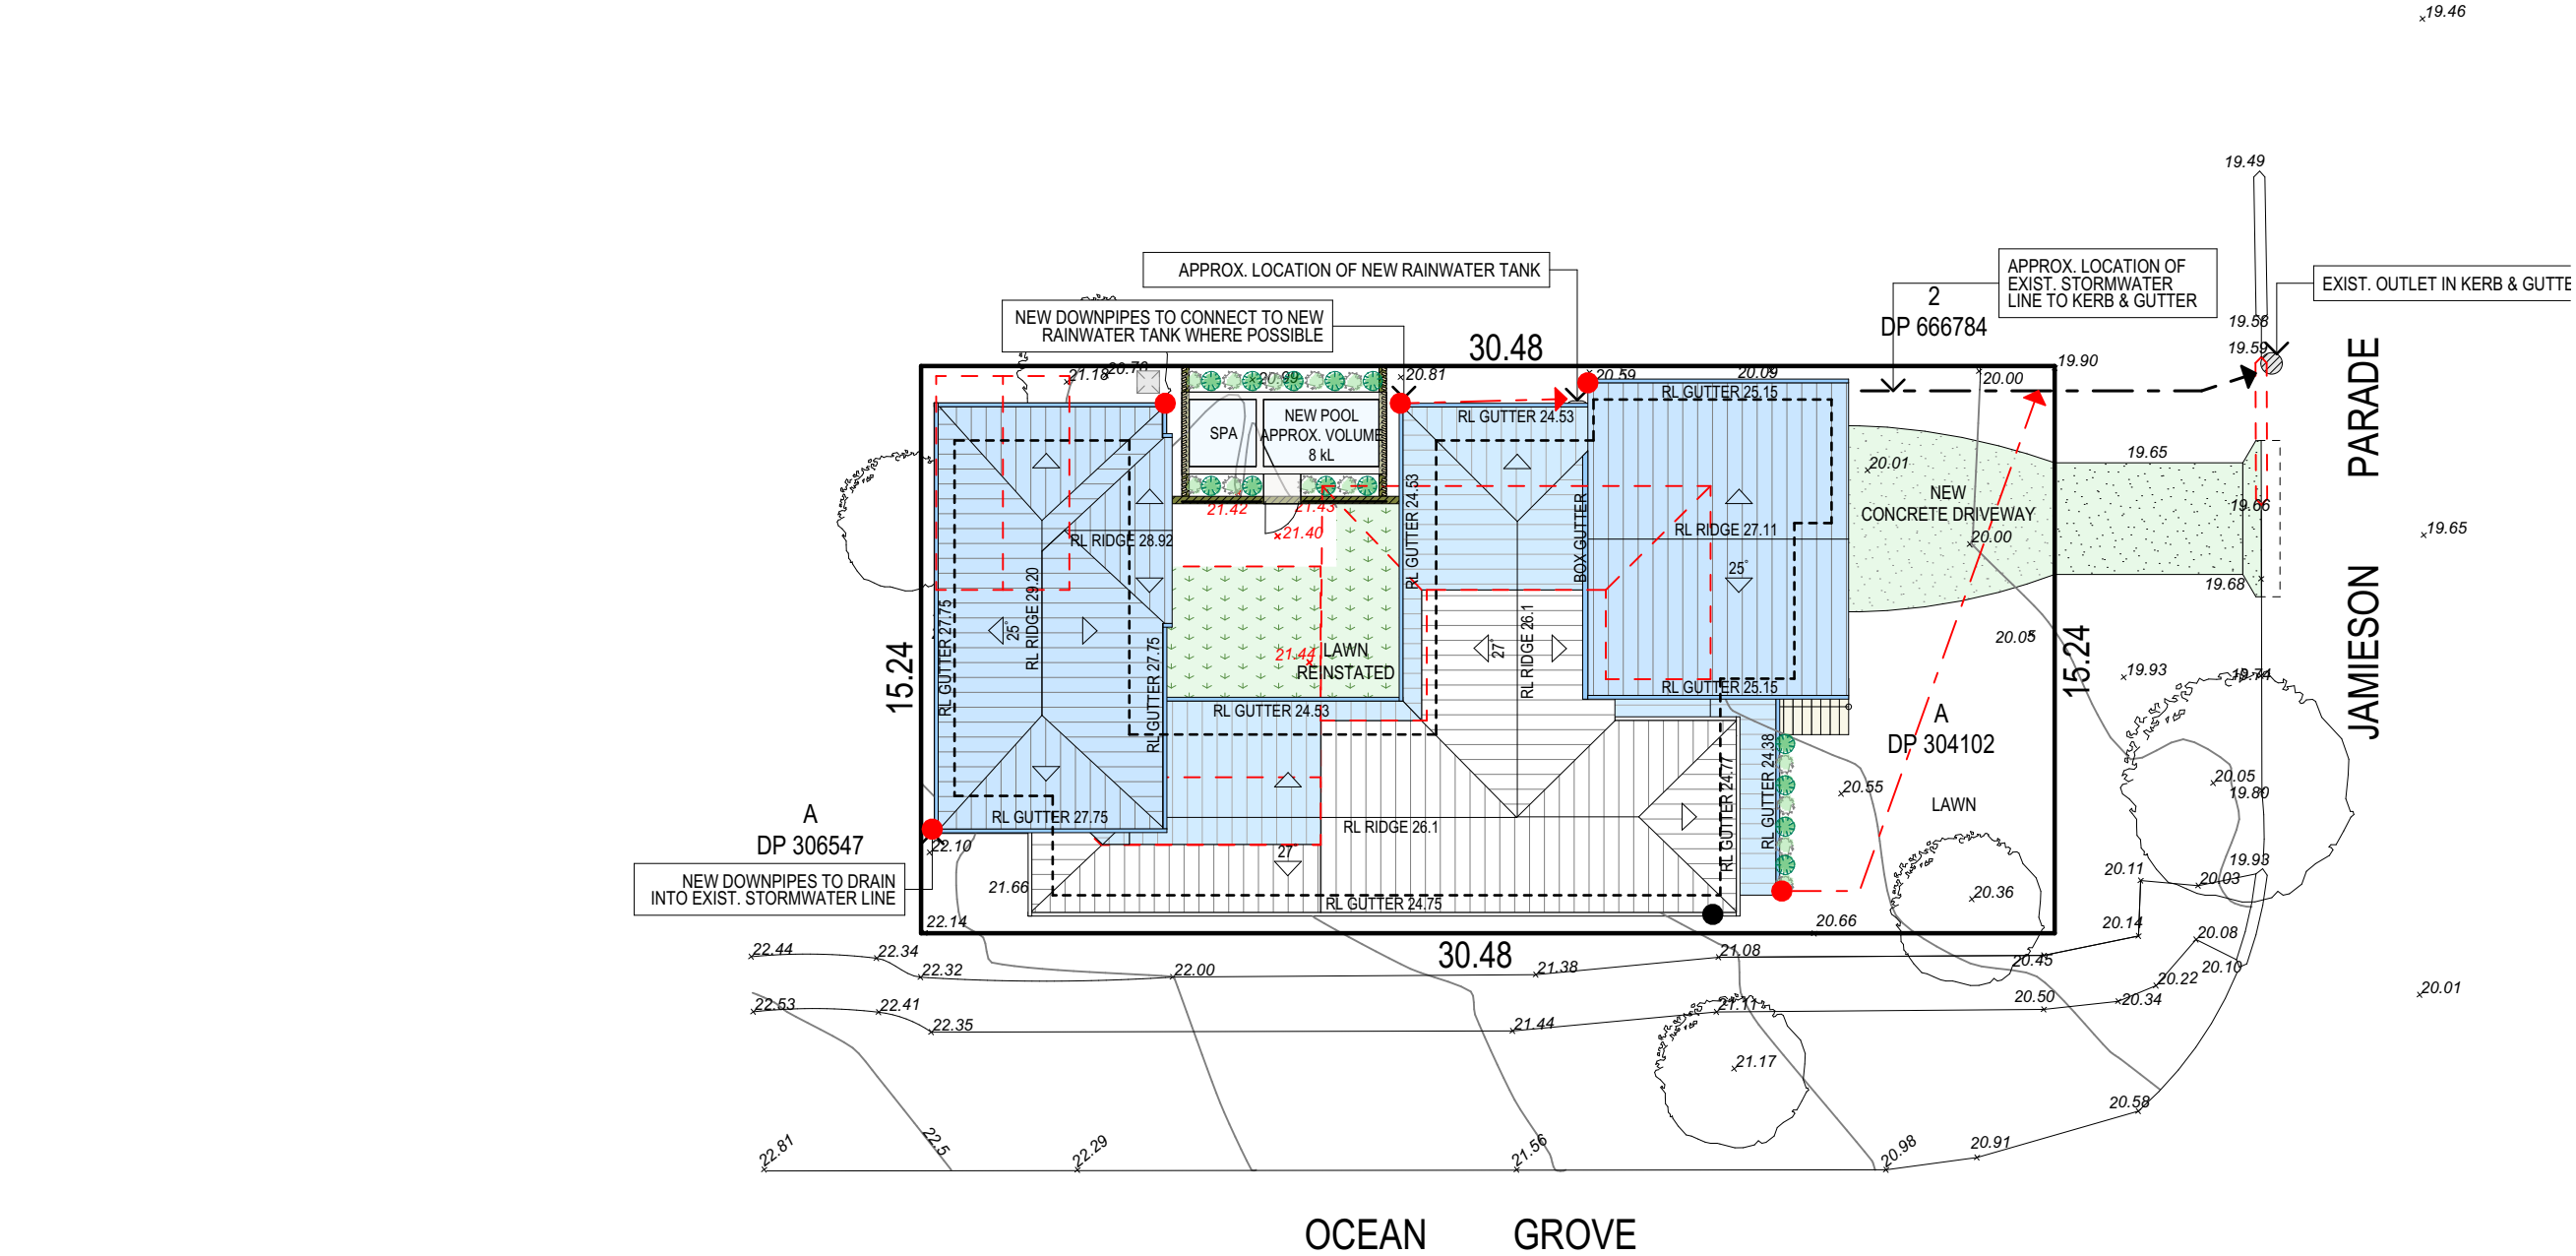 19.46
19.49
APPROX. LOCATION OF NEW RAINWATER TANK
APPROX. LOCATION OF
EXIST. STORMWATER
LINE TO KERB & GUTTER
EXIST. OUTLET IN KERB & GUTTE
NEW DOWNPIPES TO CONNECT TO NEW
RAINWATER TANK WHERE POSSIBLE
2
DP 666784
19.58
19.59
30.48
19.90
20.00
21.18
20.78
20.99
20.81
20.59
20.09
RL GUTTER 25.15
RL GUTTER 24.53
SPA
NEW POOL
APPROX. VOLUME
8 kL
PARADE
JAMIESON
19.65
20.01
NEW
CONCRETE DRIVEWAY
19.66
20.00
19.65
19.68
21.42
21.43
21.40
RL GUTTER 24.53
BOX GUTTER
RL RIDGE 27.11
25°
RL RIDGE 28.92
RL RIDGE 29.20
25°
RL GUTTER 27.75
RL GUTTER 27.75
21.44
LAWN
REINSTATED
27°
RL RIDGE 26.1
20.05
15.24
15.24
19.93
19.74
RL GUTTER 25.15
RL GUTTER 24.53
A
DP 304102
RL GUTTER 24.77
RL GUTTER 24.38
20.55
LAWN
20.05
19.80
A
DP 306547
RL GUTTER 27.75
RL RIDGE 26.1
27°
22.10
NEW DOWNPIPES TO DRAIN
INTO EXIST. STORMWATER LINE
21.66
RL GUTTER 24.75
20.36
20.11
19.93
20.03
22.14
20.66
20.14
20.08
22.44
22.34
22.32
22.00
30.48
21.38
21.08
20.45
20.10
20.22
22.53
22.41
22.35
21.44
21.11
20.50
20.34
20.01
21.17
20.58
22.81
22.5
22.29
21.56
20.98
20.91
OCEAN GROVE